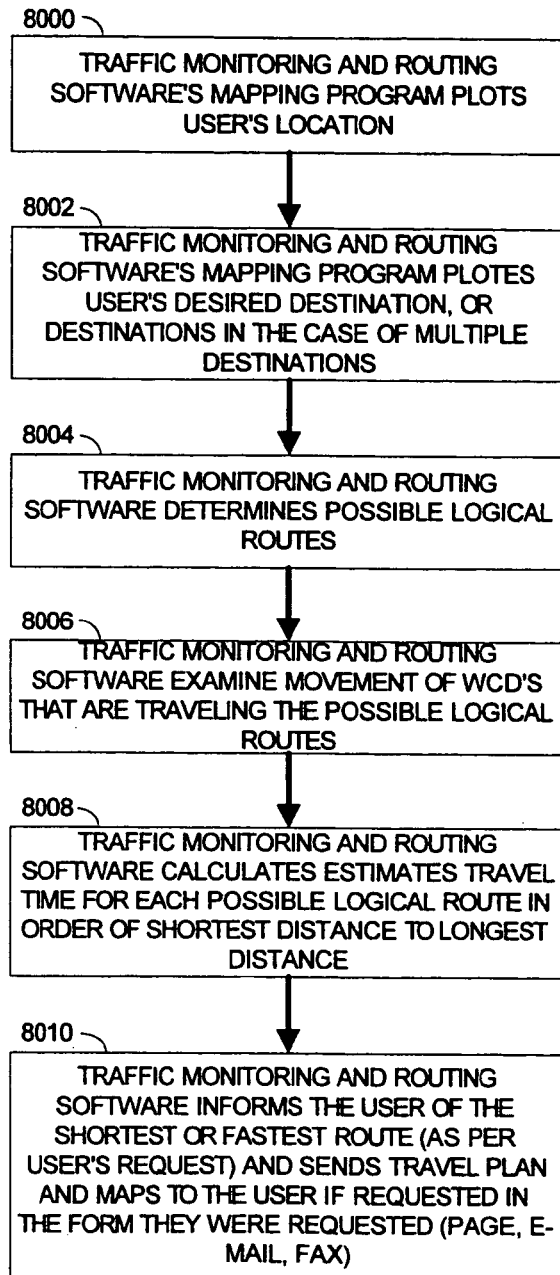 8000
TRAFFIC MONITORING AND ROUTING
SOFTWARE'S MAPPING PROGRAM PLOTS
USER'S LOCATION
8002
TRAFFIC MONITORING AND ROUTING
SOFTWARE'S MAPPING PROGRAM PLOTES
USER'S DESIRED DESTINATION, OR
DESTINATIONS IN THE CASE OF MULTIPLE
DESTINATIONS
8004
TRAFFIC MONITORING AND ROUTING
SOFTWARE DETERMINES POSSIBLE LOGICAL
ROUTES
8006
TRAFFIC MONITORING AND ROUTING
SOFTWARE EXAMINE MOVEMENT OF WCD'S
THAT ARE TRAVELING THE POSSIBLE LOGICAL
ROUTES
8008
TRAFFIC MONITORING AND ROUTING
SOFTWARE CALCULATES ESTIMATES TRAVEL
TIME FOR EACH POSSIBLE LOGICAL ROUTE IN
ORDER OF SHORTEST DISTANCE TO LONGEST
DISTANCE
8010
TRAFFIC MONITORING AND ROUTING
SOFTWARE INFORMS THE USER OF THE
SHORTEST OR FASTEST ROUTE (AS PER
USER'S REQUEST) AND SENDS TRAVEL PLAN
AND MAPS TO THE USER IF REQUESTED IN
THE FORM THEY WERE REQUESTED (PAGE, E-
MAIL, FAX)